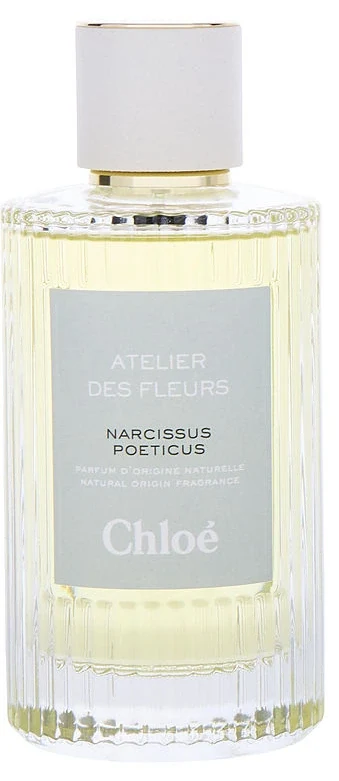 ATELIER
DES FLEURS
NARCISSUS
POETICUS
PARFUM D'ORIGINE NATURELLE
NATURAL ORIGIN FRAGRANCE
Chloé